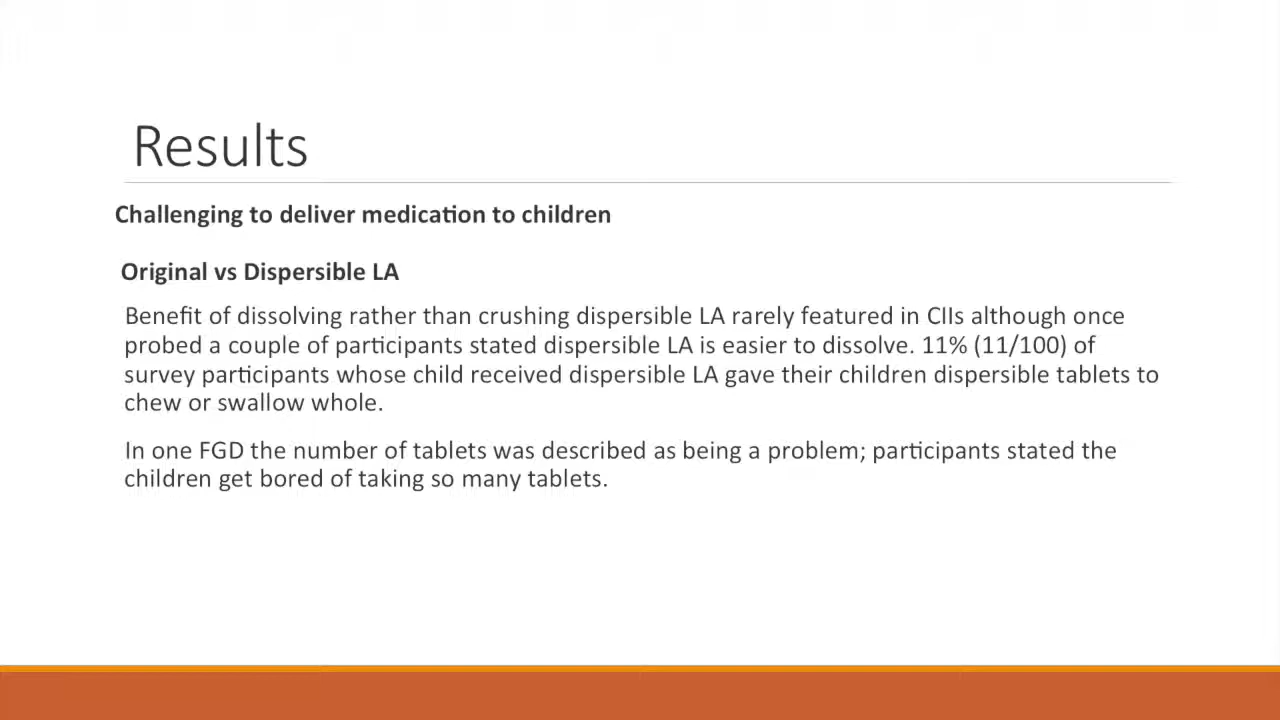 Results
Challenging to deliver medication to children
Original vs Dispersible LA
Benefit of dissolving rather than crushing dispersible LA rarely featured in CIIs although once
probed a couple of participants stated dispersible LA is easier to dissolve. 11% (11/100) of
survey participants whose child received dispersible LA gave their children dispersible tablets to
chew or swallow whole.
In one FGD the number of tablets was described as being a problem; participants stated the
children get bored of taking so many tablets.